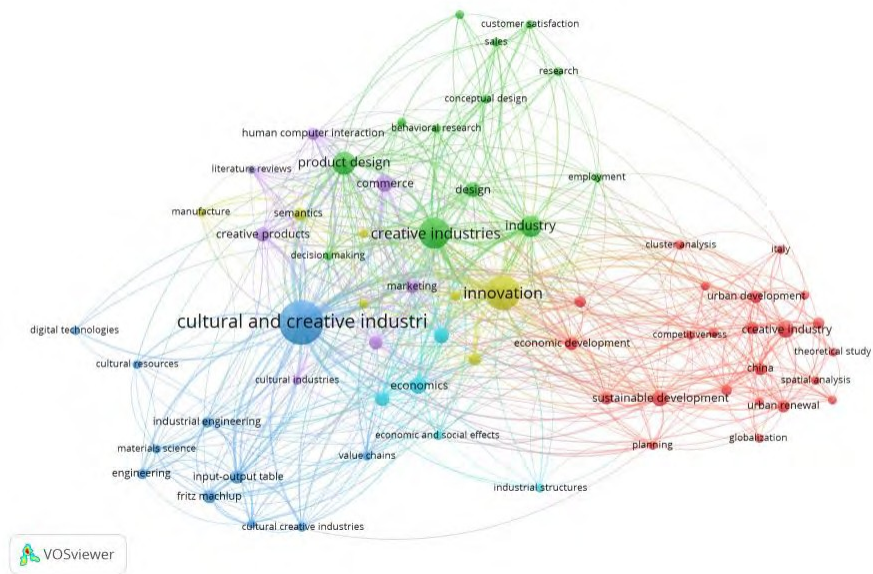 customer satisfaction
sales
research
conceptual design
behavioral research
human computer interaction
product design
literature reviews
commerce
employment
design
manufacture
semantics
creative products
creative industries
industry
cluster analysis
italy
decision making
marketing
innovation
urban development
cultural and creative industri
digital technologies
creative industry
competitiveness
economic development
theoretical study
cultural resources
china
cultural industries
economics
spatial analysis
sustainable development
urban renewal
industrial engineering
economic and social effects
globalization
materials science
value chains
planning
engineering
input-output table
industrial structures
fritz machlup
cultural creative industries
VOSviewer